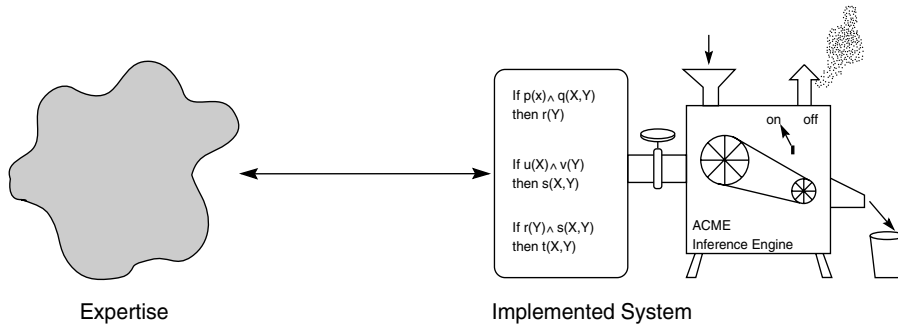 If p(x)∧ q(X,Y)
then r(Y)
If u(X)∧ v(Y)
then s(X,Y)
If r(Y)∧ s(X,Y)
then t(X,Y)
on off
ACME
Inference Engine
Expertise
Implemented System